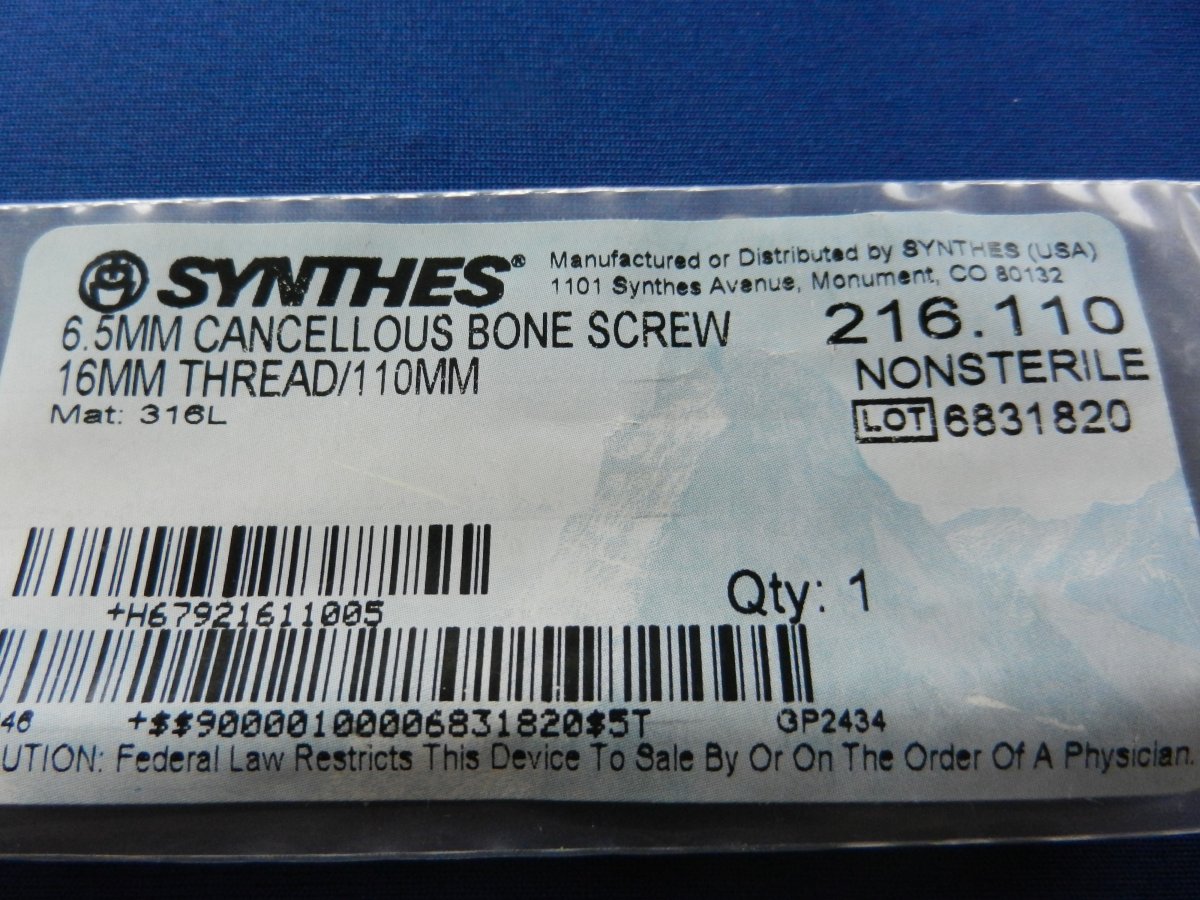 SYNTHES®
Manufactured or Distributed by SYNTHES (USA)
1101 Synthes Avenue, Monument, CO 80132
6.5MM CANCELLOUS BONE SCREW
16MM THREAD/110MM
Mat: 316L
216.110
NONSTERILE
LOT 6831820
+H67921611005
Qty: 1
46
+$$90000100006831820$5T
GP2434
UTION: Federal Law Restricts This Device To Sale By Or On The Order Of A Physician.